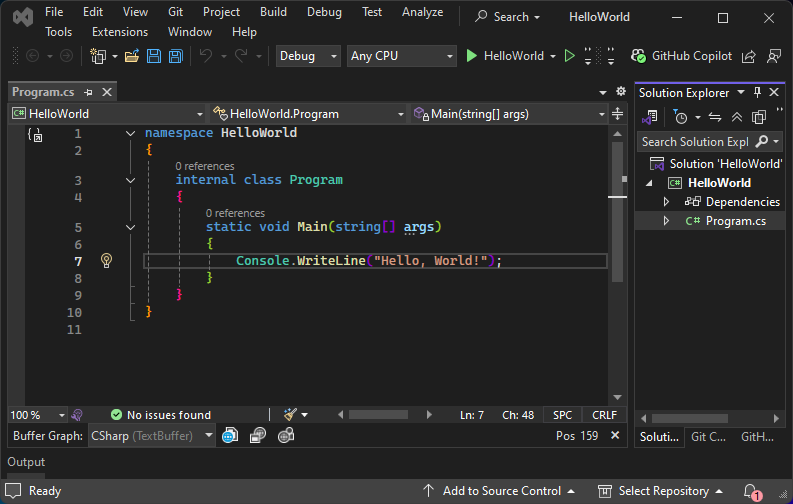 File Edit View Git Project Build Debug Test Analyze Search HelloWorld
Tools Extensions Window Help
Debug Any CPU HelloWorld GitHub Copilot
Program.cs
Solution Explorer
C# HelloWorld HelloWorld.Program Main(string[] args)
Search Solution Expl
1 namespace HelloWorld
2 {
0 references
3 internal class Program
4 {
0 references
5 static void Main(string[] args)
6 {
7 Console.WriteLine("Hello, World!");
8 }
9 }
10 }
11
Solution 'HelloWorld'
C# HelloWorld
Dependencies
C# Program.cs
100 % No issues found Ln: 7 Ch: 48 SPC CRLF
Buffer Graph: CSharp (TextBuffer) Pos 159
Soluti... Git C... GitH...
Output
Ready Add to Source Control Select Repository 1